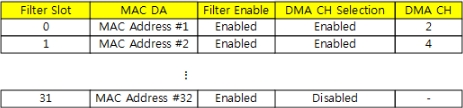 Filter Slot MAC DA Filter Enable DMA CH Selection DMA CH
0 MAC Address #1 Enabled Enabled 2
1 MAC Address #2 Enabled Enabled 4
⋮
31 MAC Address #32 Enabled Disabled -